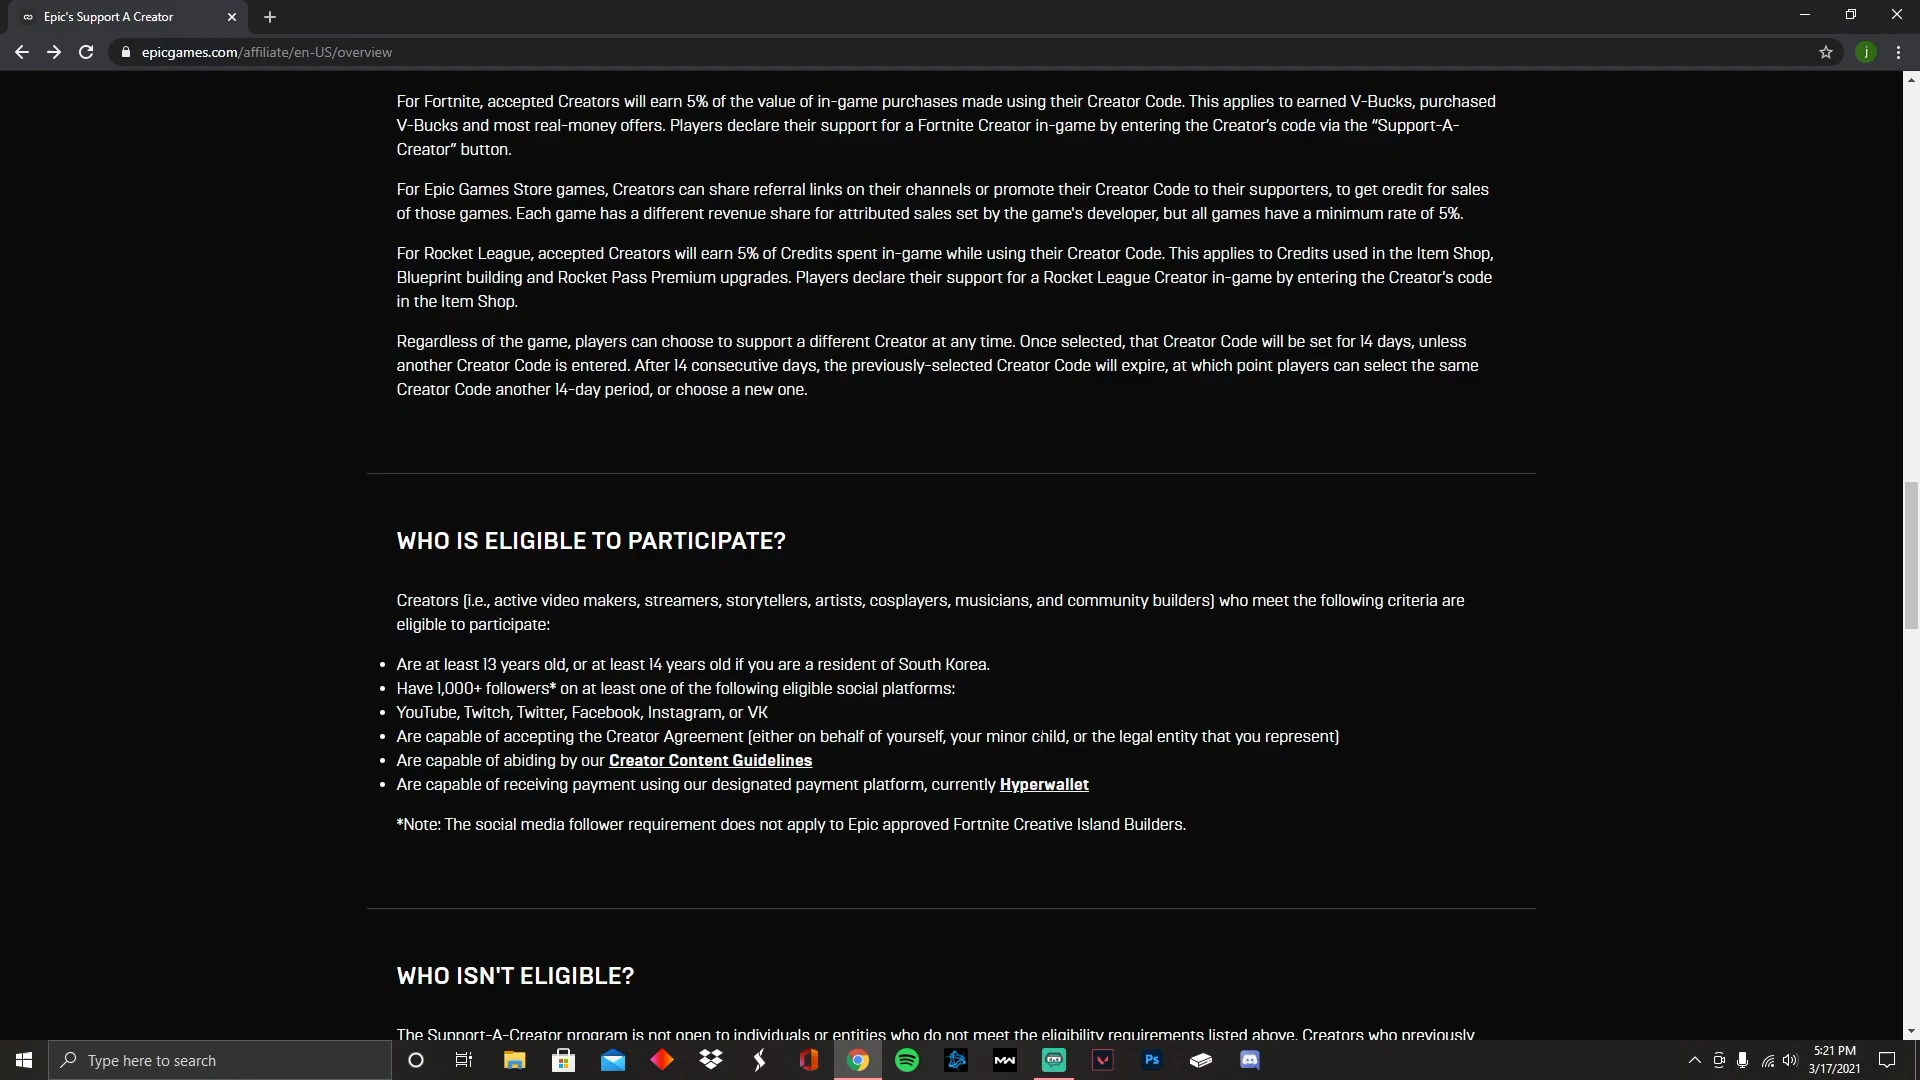 Epic's Support A Creator
epicgames.com/affiliate/en-US/overview
j
For Fortnite, accepted Creators will earn 5% of the value of in-game purchases made using their Creator Code. This applies to earned V-Bucks, purchased
V-Bucks and most real-money offers. Players declare their support for a Fortnite Creator in-game by entering the Creator’s code via the “Support-A-
Creator” button.
For Epic Games Store games, Creators can share referral links on their channels or promote their Creator Code to their supporters, to get credit for sales
of those games. Each game has a different revenue share for attributed sales set by the game's developer, but all games have a minimum rate of 5%.
For Rocket League, accepted Creators will earn 5% of Credits spent in-game while using their Creator Code. This applies to Credits used in the Item Shop,
Blueprint building and Rocket Pass Premium upgrades. Players declare their support for a Rocket League Creator in-game by entering the Creator's code
in the Item Shop.
Regardless of the game, players can choose to support a different Creator at any time. Once selected, that Creator Code will be set for 14 days, unless
another Creator Code is entered. After 14 consecutive days, the previously-selected Creator Code will expire, at which point players can select the same
Creator Code another 14-day period, or choose a new one.
WHO IS ELIGIBLE TO PARTICIPATE?
Creators (i.e., active video makers, streamers, storytellers, artists, cosplayers, musicians, and community builders) who meet the following criteria are
eligible to participate:
• Are at least 13 years old, or at least 14 years old if you are a resident of South Korea.
• Have 1,000+ followers* on at least one of the following eligible social platforms:
• YouTube, Twitch, Twitter, Facebook, Instagram, or VK
• Are capable of accepting the Creator Agreement (either on behalf of yourself, your minor child, or the legal entity that you represent)
• Are capable of abiding by our Creator Content Guidelines
• Are capable of receiving payment using our designated payment platform, currently Hyperwallet
*Note: The social media follower requirement does not apply to Epic approved Fortnite Creative Island Builders.
WHO ISN'T ELIGIBLE?
The Support-A-Creator program is not open to individuals or entities who do not meet the eligibility requirements listed above. Creators who previously
Type here to search
MW
Ps
5:21 PM
3/17/2021